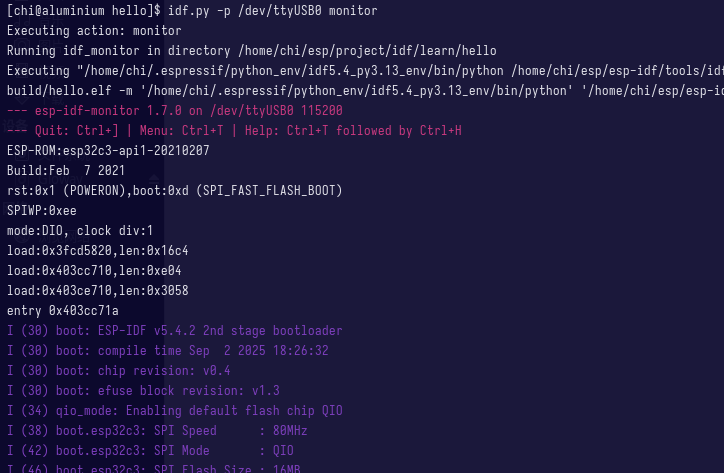 [chi@aluminium hello]$ idf.py -p /dev/ttyUSB0 monitor
Executing action: monitor
Running idf_monitor in directory /home/chi/esp/project/idf/learn/hello
Executing "/home/chi/.espressif/python_env/idf5.4_py3.13_env/bin/python /home/chi/esp/esp-idf/tools/idf
build/hello.elf -m '/home/chi/.espressif/python_env/idf5.4_py3.13_env/bin/python' '/home/chi/esp/esp-id
--- esp-idf-monitor 1.7.0 on /dev/ttyUSB0 115200
--- Quit: Ctrl+] | Menu: Ctrl+T | Help: Ctrl+T followed by Ctrl+H
ESP-ROM:esp32c3-api1-20210207
Build:Feb  7 2021
rst:0x1 (POWERON),boot:0xd (SPI_FAST_FLASH_BOOT)
SPIWP:0xee
mode:DIO, clock div:1
load:0x3fcd5820,len:0x16c4
load:0x403cc710,len:0xe04
load:0x403ce710,len:0x3058
entry 0x403cc71a
I (30) boot: ESP-IDF v5.4.2 2nd stage bootloader
I (30) boot: compile time Sep  2 2025 18:26:32
I (30) boot: chip revision: v0.4
I (30) boot: efuse block revision: v1.3
I (34) qio_mode: Enabling default flash chip QIO
I (38) boot.esp32c3: SPI Speed      : 80MHz
I (42) boot.esp32c3: SPI Mode       : QIO
I (46) boot.esp32c3: SPI Flash Size : 16MB